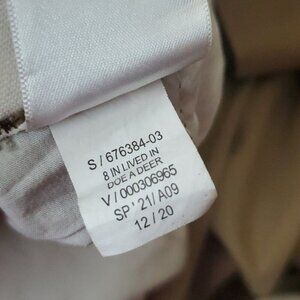 S/676384-03
8 IN LIVED IN
DOE A DEER
V/000306965
SP'21/A09
12/20